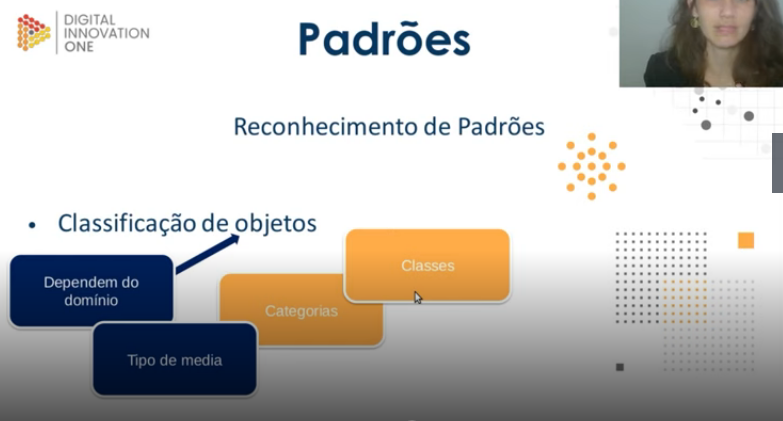 DIGITAL
INNOVATION
ONE
Padrões
Reconhecimento de Padrões
• Classificação de objetos
Classes
Dependem do
domínio
Categorias
Tipo de media